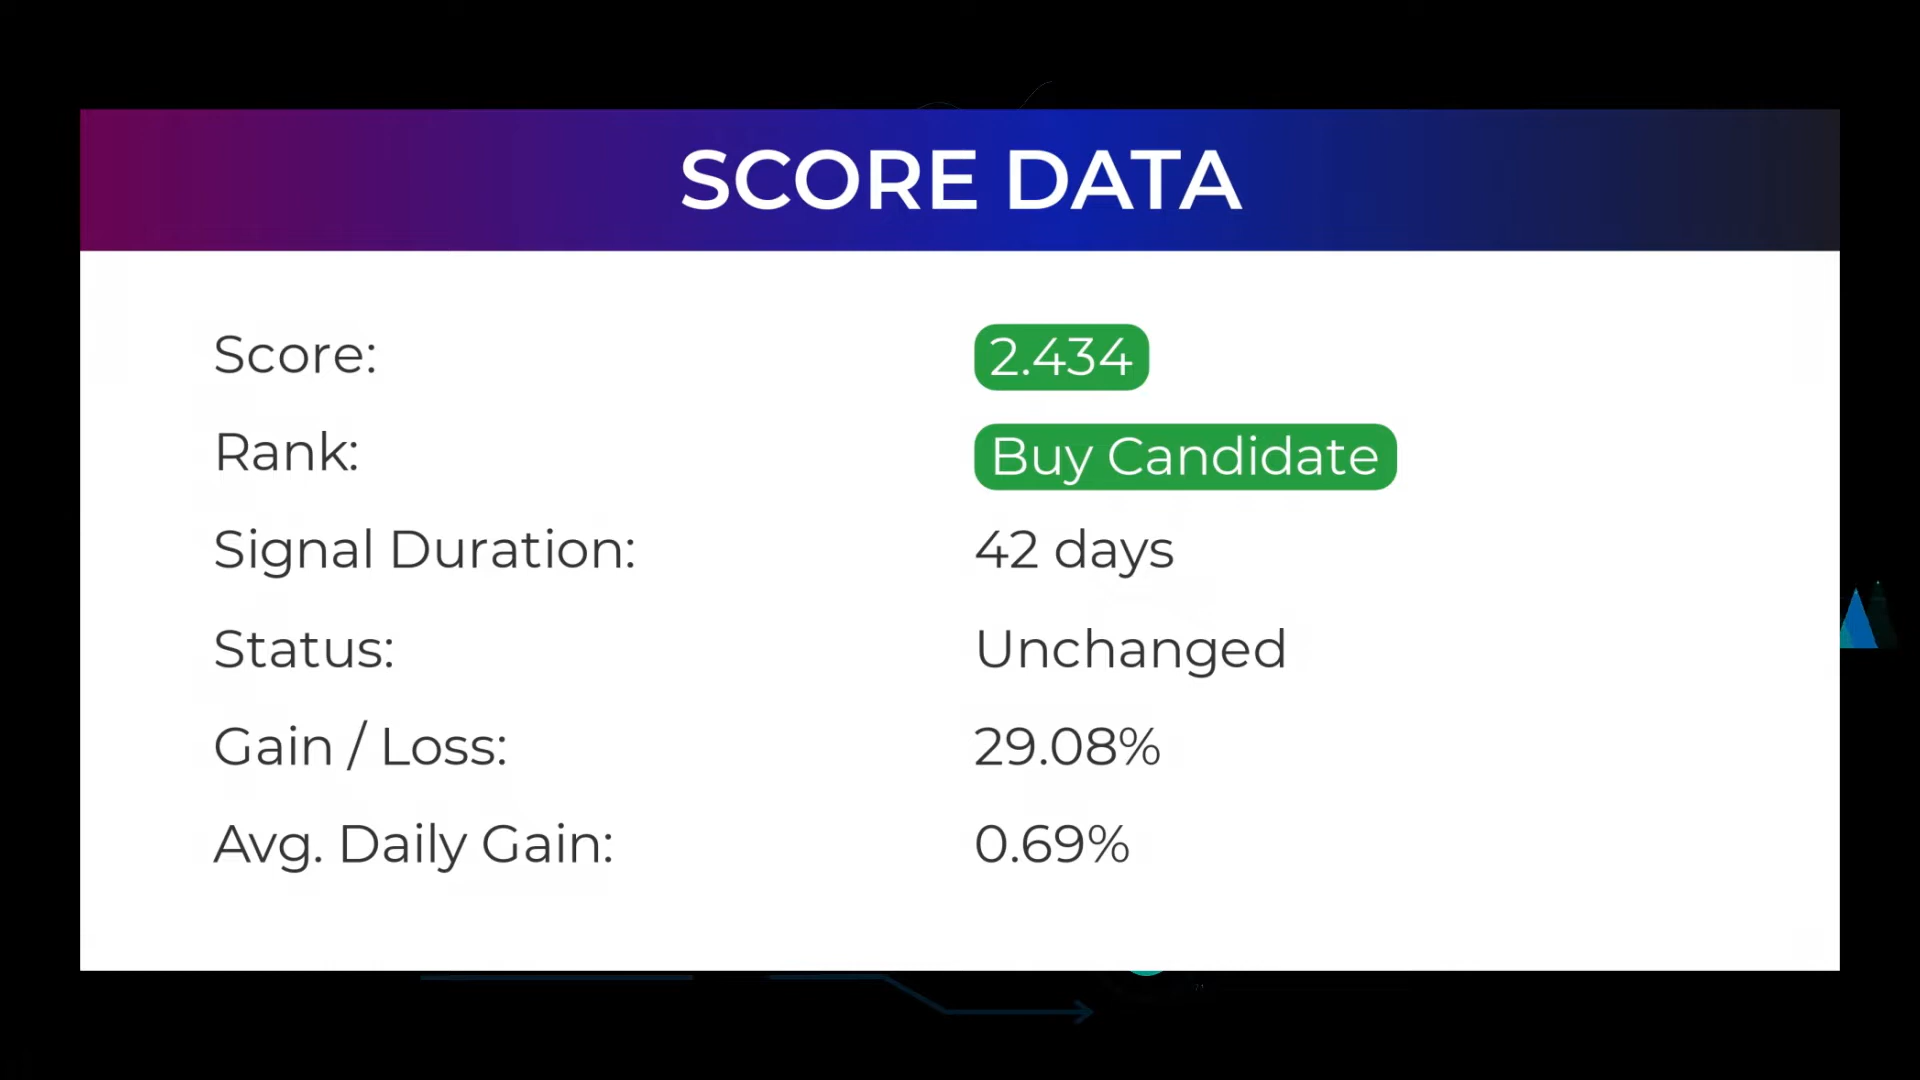 SCORE DATA
Score: 2.434
Rank: Buy Candidate
Signal Duration: 42 days
Status: Unchanged
Gain / Loss: 29.08%
Avg. Daily Gain: 0.69%